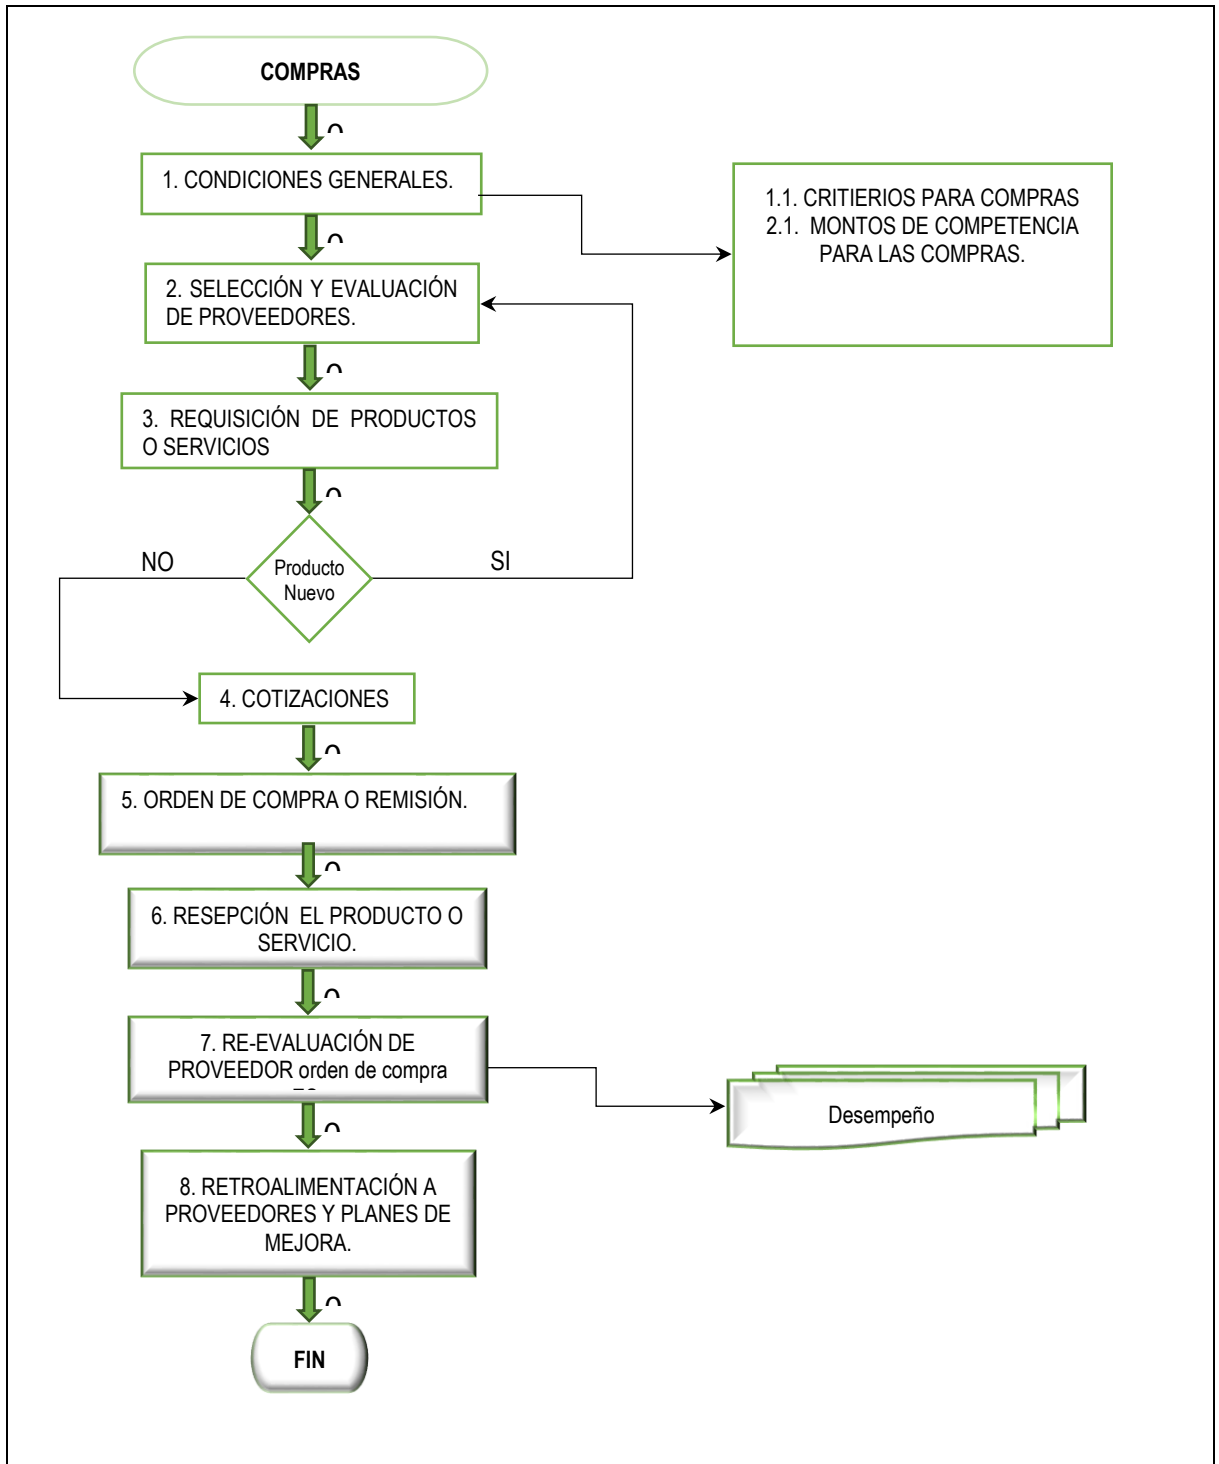 COMPRAS
1. CONDICIONES GENERALES.
1.1. CRITIERIOS PARA COMPRAS
2.1. MONTOS DE COMPETENCIA
PARA LAS COMPRAS.
2. SELECCIÓN Y EVALUACIÓN
DE PROVEEDORES.
3. REQUISICIÓN DE PRODUCTOS
O SERVICIOS
NO
Producto
Nuevo
SI
4. COTIZACIONES
5. ORDEN DE COMPRA O REMISIÓN.
6. RESEPCIÓN EL PRODUCTO O
SERVICIO.
7. RE-EVALUACIÓN DE
PROVEEDOR orden de compra
Desempeño
8. RETROALIMENTACIÓN A
PROVEEDORES Y PLANES DE
MEJORA.
FIN